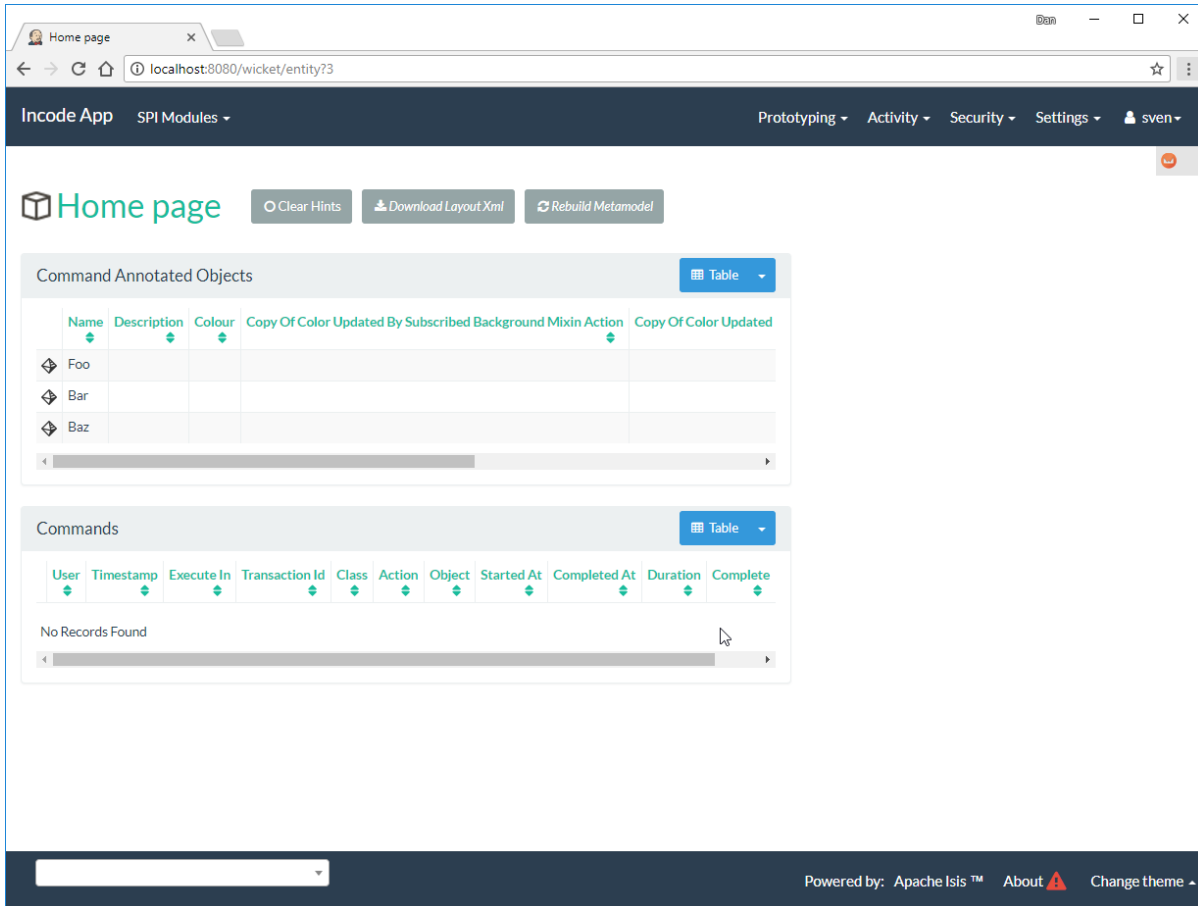 Dan
Home page
localhost:8080/wicket/entity?3
Incode App SPI Modules Prototyping Activity Security Settings sven
Home page Clear Hints Download Layout Xml Rebuild Metamodel
Command Annotated Objects Table
Name Description Colour Copy Of Color Updated By Subscribed Background Mixin Action Copy Of Color Updated
Foo
Bar
Baz
Commands Table
User Timestamp Execute In Transaction Id Class Action Object Started At Completed At Duration Complete
No Records Found
Powered by: Apache Isis ™ About Change theme